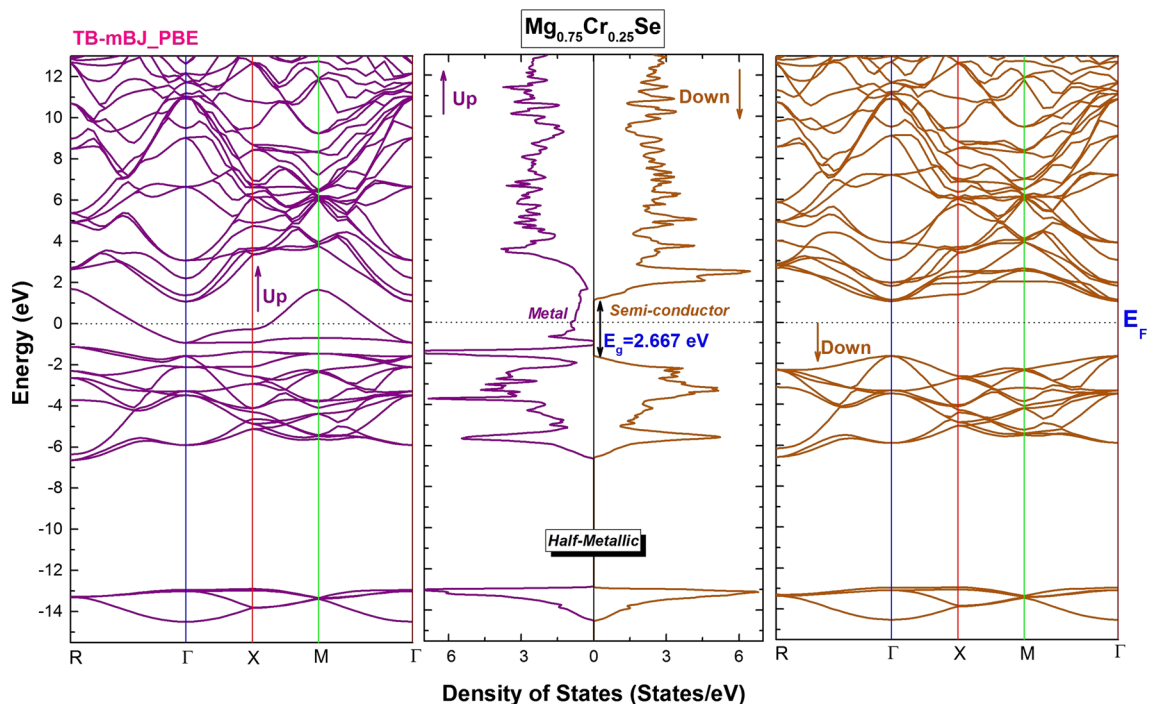 Mg0.75Cr0.25Se
TB-mBJ_PBE
Energy (eV)
12
10
8
6
4
2
0
-2
-4
-6
-8
-10
-12
-14
Up
R Γ X M Γ
Up
Down
Metal
Semi-conductor
Eg=2.667 eV
Half-Metallic
6 3 0 3 6
Density of States (States/eV)
Down
EF
R Γ X M Γ